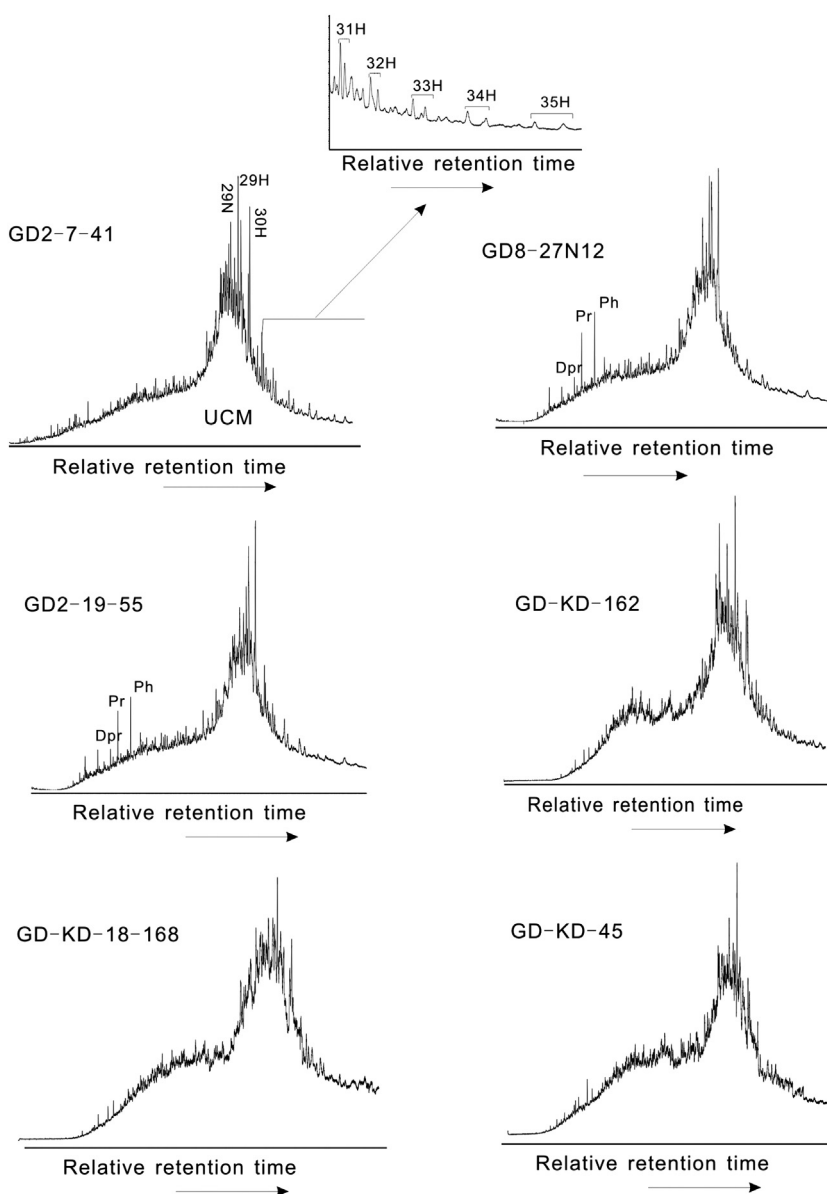 31H
32H
33H
34H
35H
Relative retention time
GD2-7-41
29N
29H
30H
UCM
Relative retention time
GD8-27N12
Dpr
Pr
Ph
Relative retention time
GD2-19-55
Dpr
Pr
Ph
Relative retention time
GD-KD-162
Relative retention time
GD-KD-18-168
Relative retention time
GD-KD-45
Relative retention time